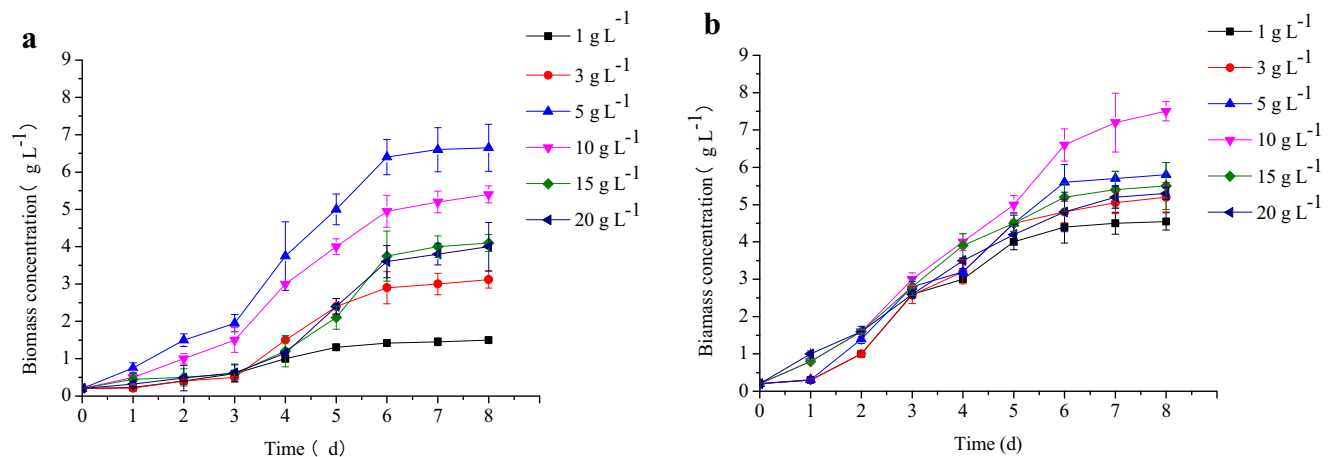 a
1 g L-1
3 g L-1
5 g L-1
10 g L-1
15 g L-1
20 g L-1
Biomass concentration( g L-1)
9
8
7
6
5
4
3
2
1
0
0 1 2 3 4 5 6 7 8
Time( d)
b
1 g L-1
3 g L-1
5 g L-1
10 g L-1
15 g L-1
20 g L-1
Biamass concentration( g L-1)
9
8
7
6
5
4
3
2
1
0
0 1 2 3 4 5 6 7 8
Time (d)